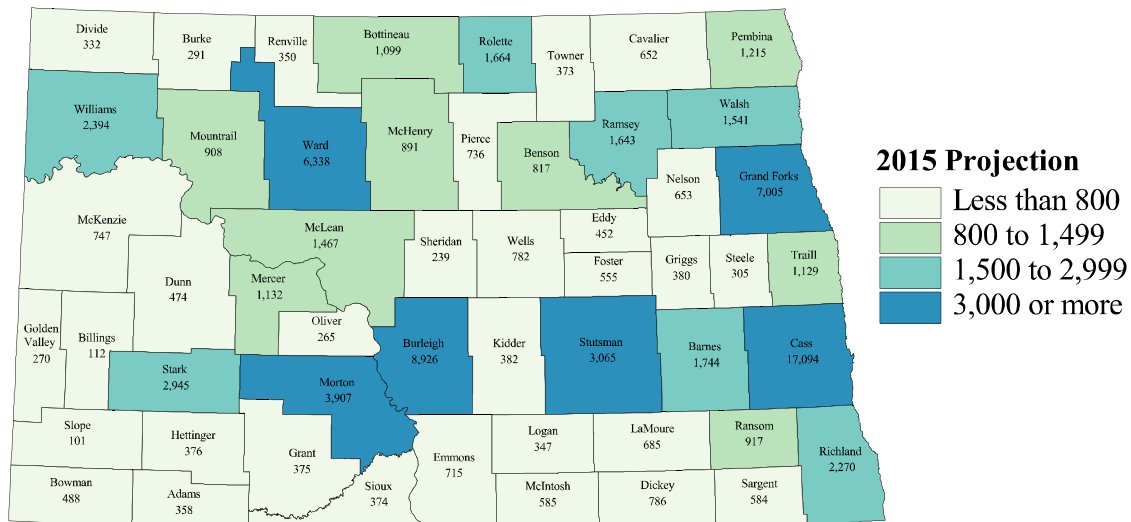 Divide
332
Burke
291
Renville
350
Bottineau
1,099
Rolette
1,664
Towner
373
Cavalier
652
Pembina
1,215
Williams
2,394
Mountrail
908
Ward
6,338
McHenry
891
Pierce
736
Benson
817
Ramsey
1,643
Walsh
1,541
Nelson
653
Grand Forks
7,005
McKenzie
747
Dunn
474
McLean
1,467
Mercer
1,132
Oliver
265
Sheridan
239
Wells
782
Eddy
452
Foster
555
Griggs
380
Steele
305
Traill
1,129
Golden
Valley
270
Billings
112
Stark
2,945
Morton
3,907
Burleigh
8,926
Kidder
382
Stutsman
3,065
Barnes
1,744
Cass
17,094
Slope
101
Hettinger
376
Grant
375
Bowman
488
Adams
358
Sioux
374
Emmons
715
Logan
347
McIntosh
585
LaMoure
685
Dickey
786
Ransom
917
Sargent
584
Richland
2,270
2015 Projection
Less than 800
800 to 1,499
1,500 to 2,999
3,000 or more